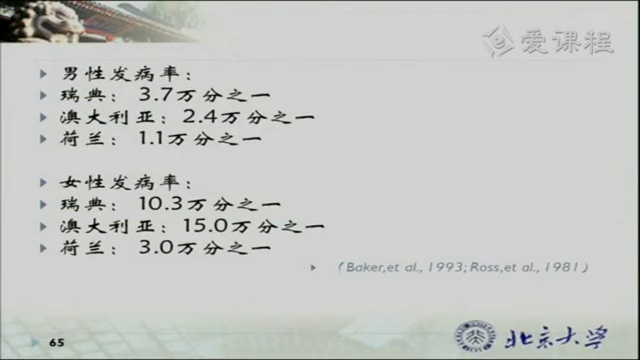 爱课程
男性发病率：
瑞典：3.7万分之一
澳大利亚：2.4万分之一
荷兰：1.1万分之一
女性发病率：
瑞典：10.3万分之一
澳大利亚：15.0万分之一
荷兰：3.0万分之一
(Baker,et al., 1993; Ross,et al., 1981)
65
北京大学